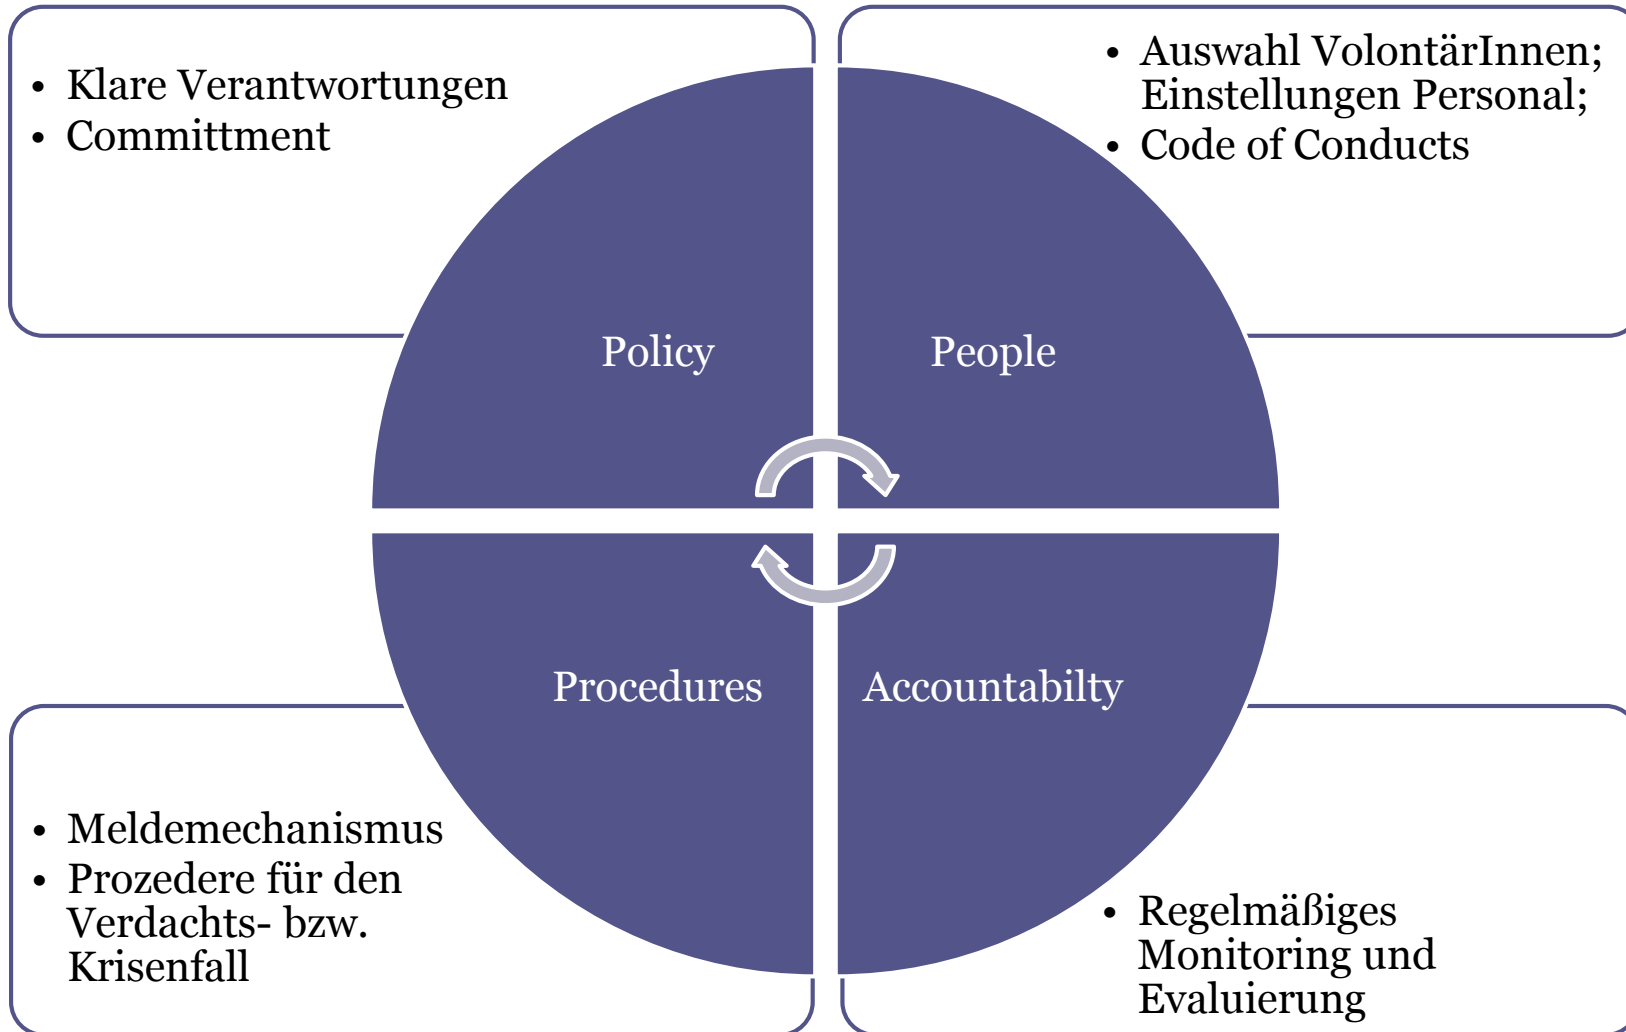 • Klare Verantwortungen
• Committment
• Auswahl VolontärInnen;
Einstellungen Personal;
• Code of Conducts
Policy
People
Procedures
Accountabilty
• Meldemechanismus
• Prozedere für den
Verdachts- bzw.
Krisenfall
• Regelmäßiges
Monitoring und
Evaluierung